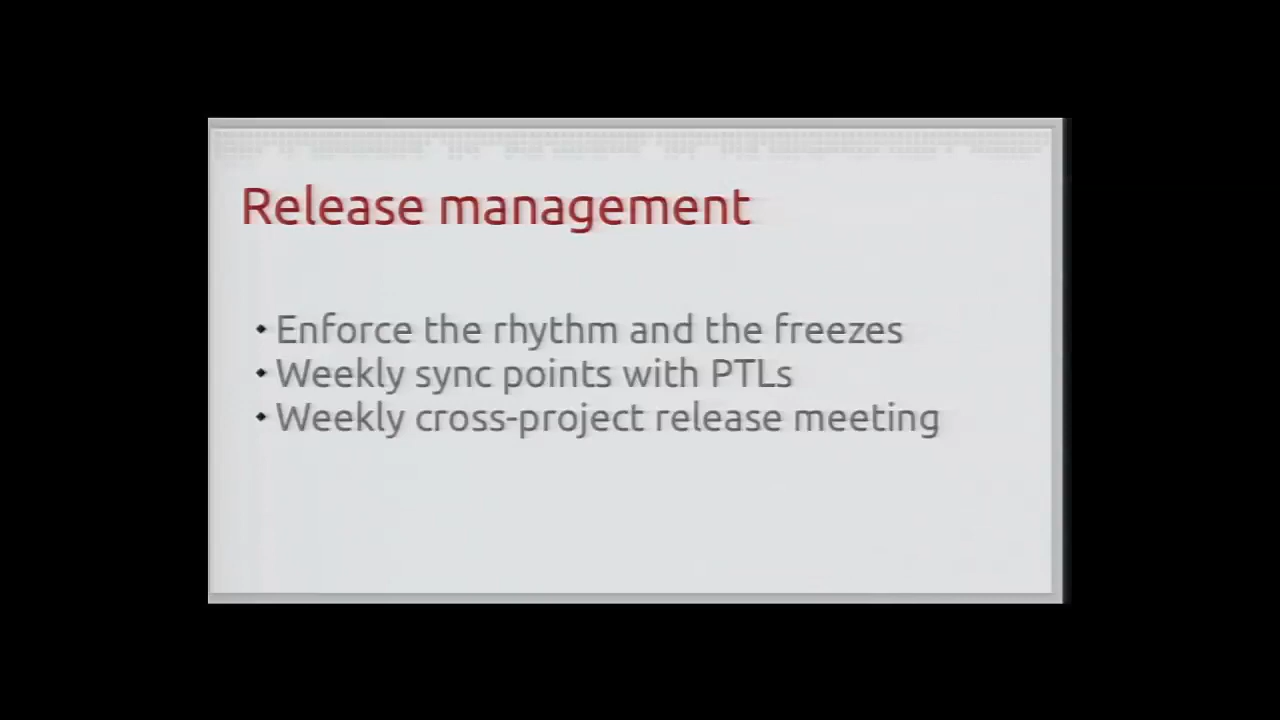 Release management
• Enforce the rhythm and the freezes
• Weekly sync points with PTLs
• Weekly cross-project release meeting